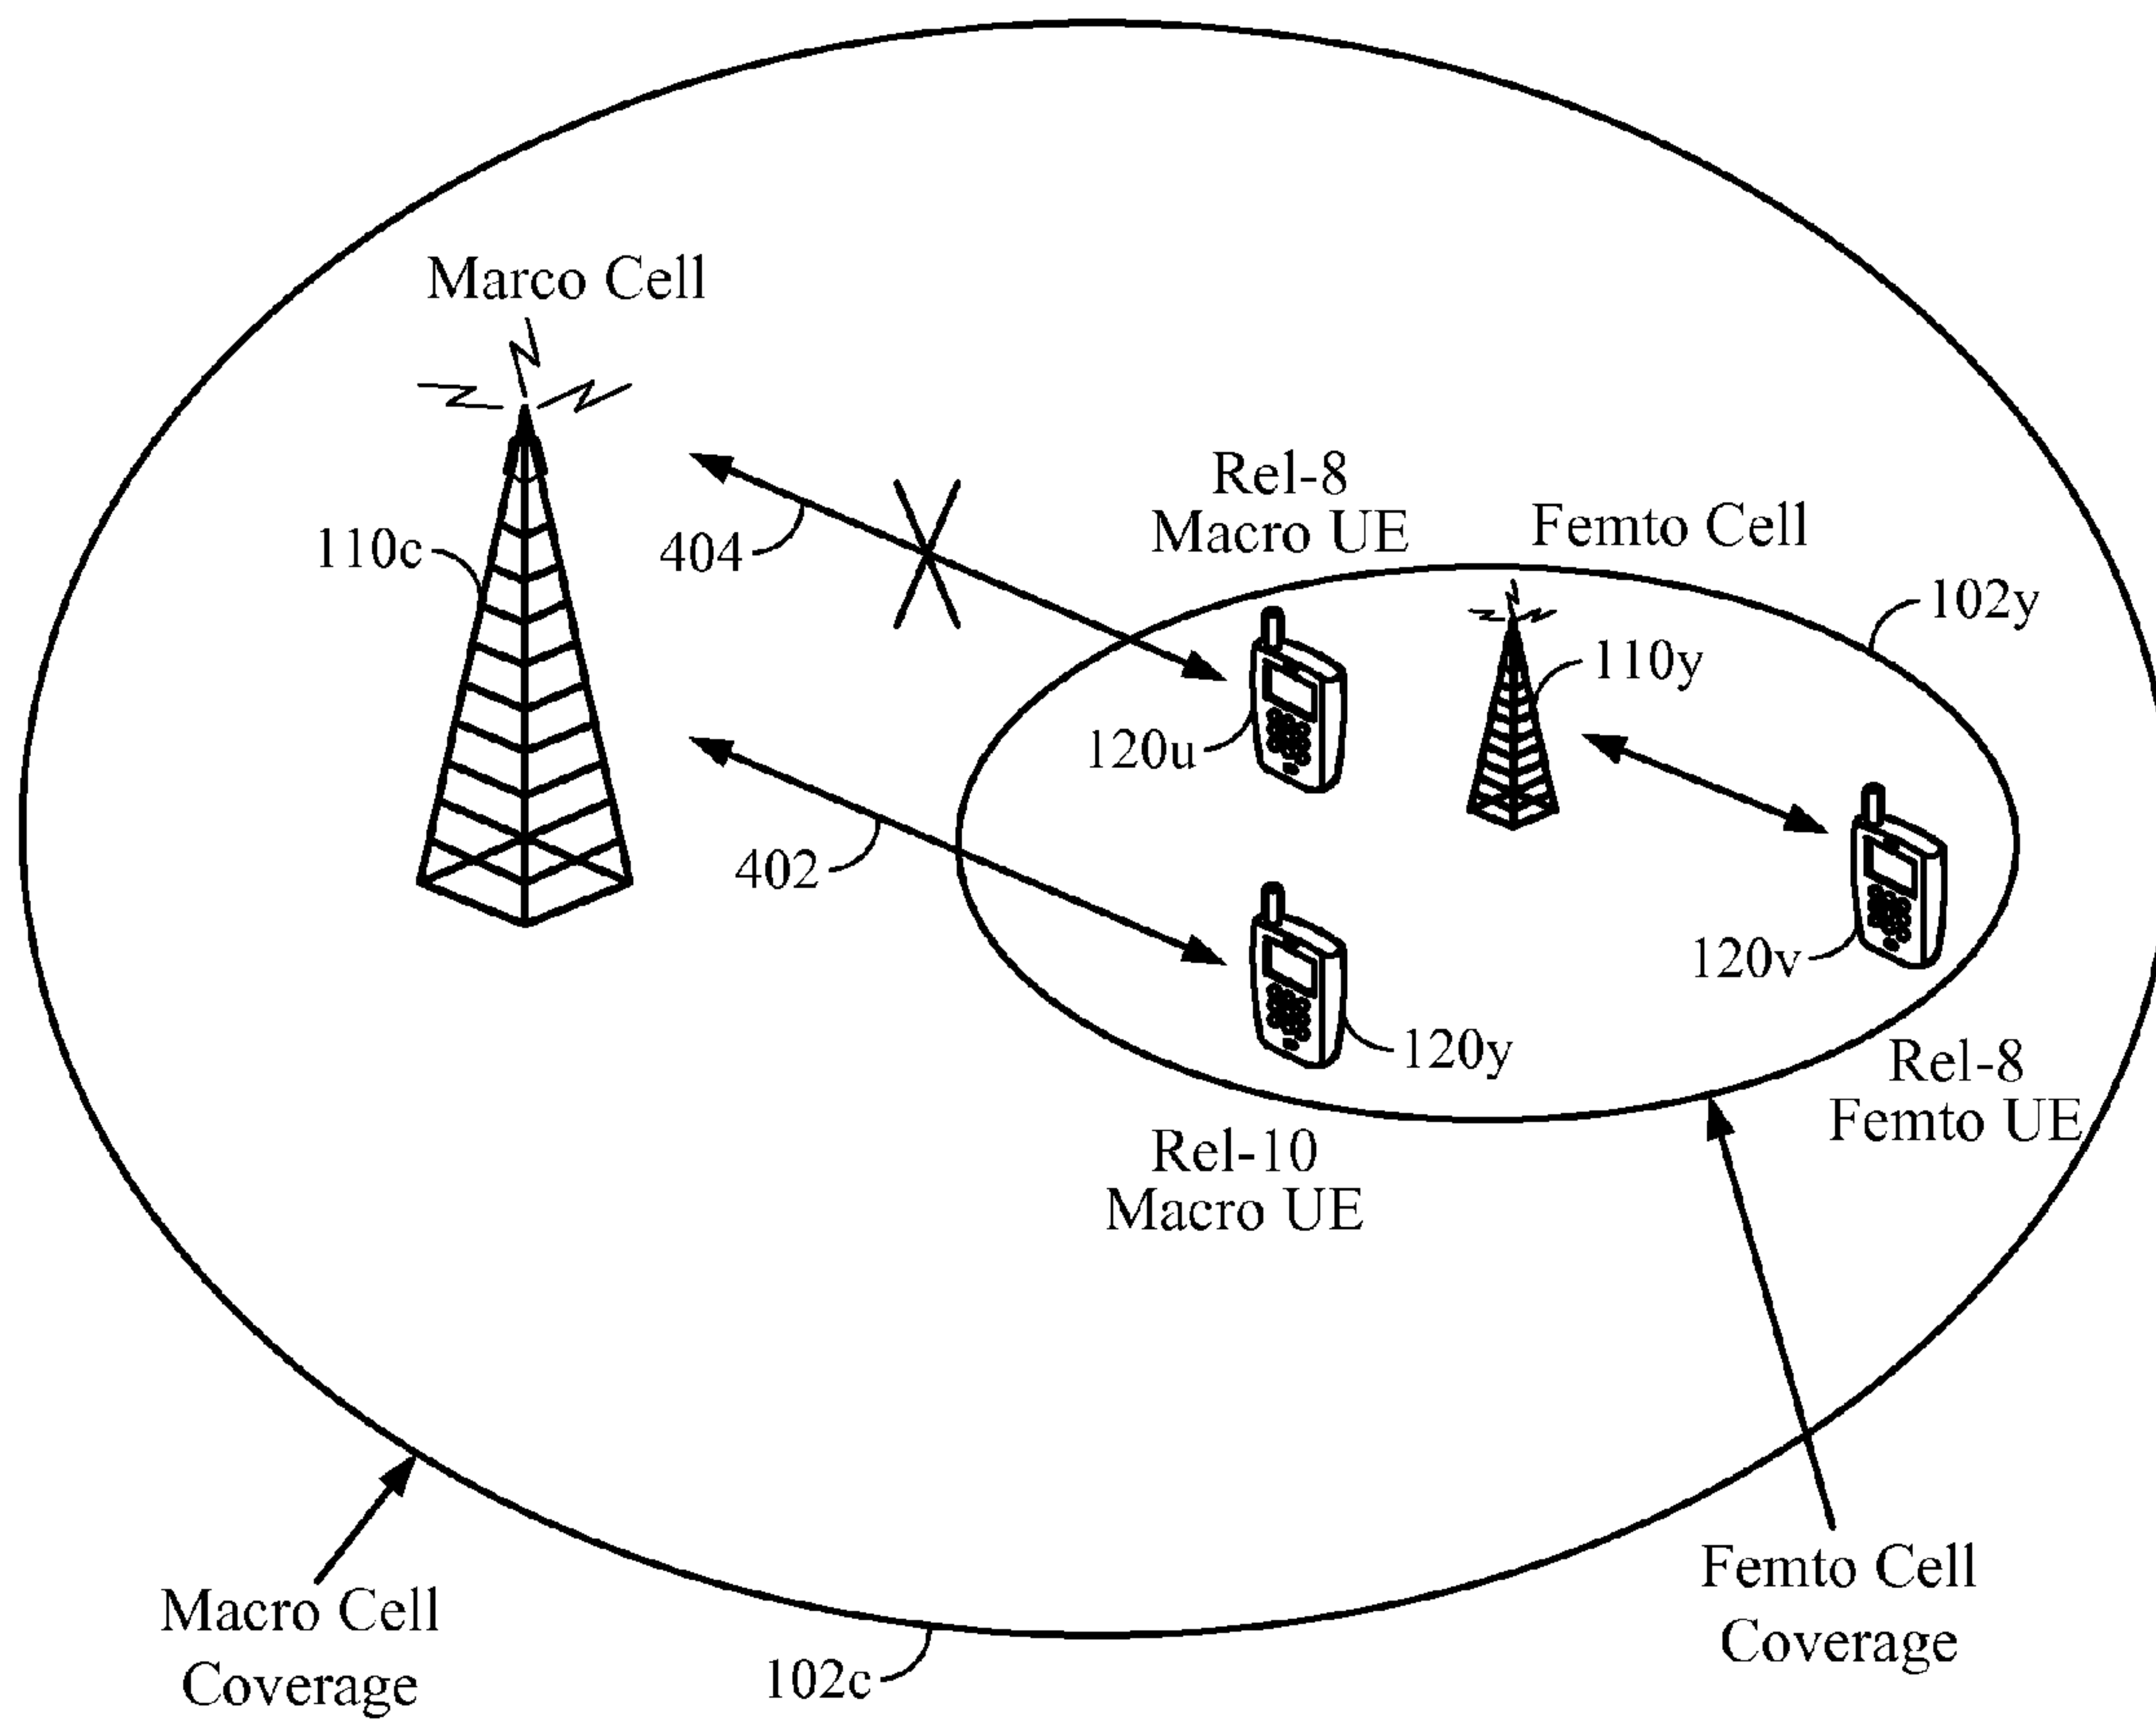 Marco Cell
Rel-8
Macro UE
Femto Cell
110c
404
102y
110y
120u
402
120v
120y
Rel-8
Femto UE
Rel-10
Macro UE
Femto Cell
Coverage
Macro Cell
Coverage
102c